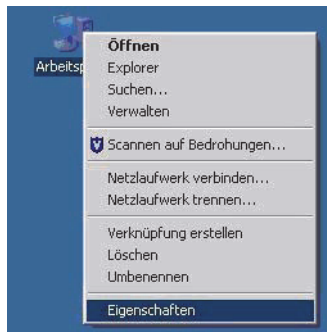 Öffnen
Arbeitsp
Explorer
Suchen...
Verwalten
Scannen auf Bedrohungen...
Netzlaufwerk verbinden...
Netzlaufwerk trennen...
Verknüpfung erstellen
Löschen
Umbenennen
Eigenschaften